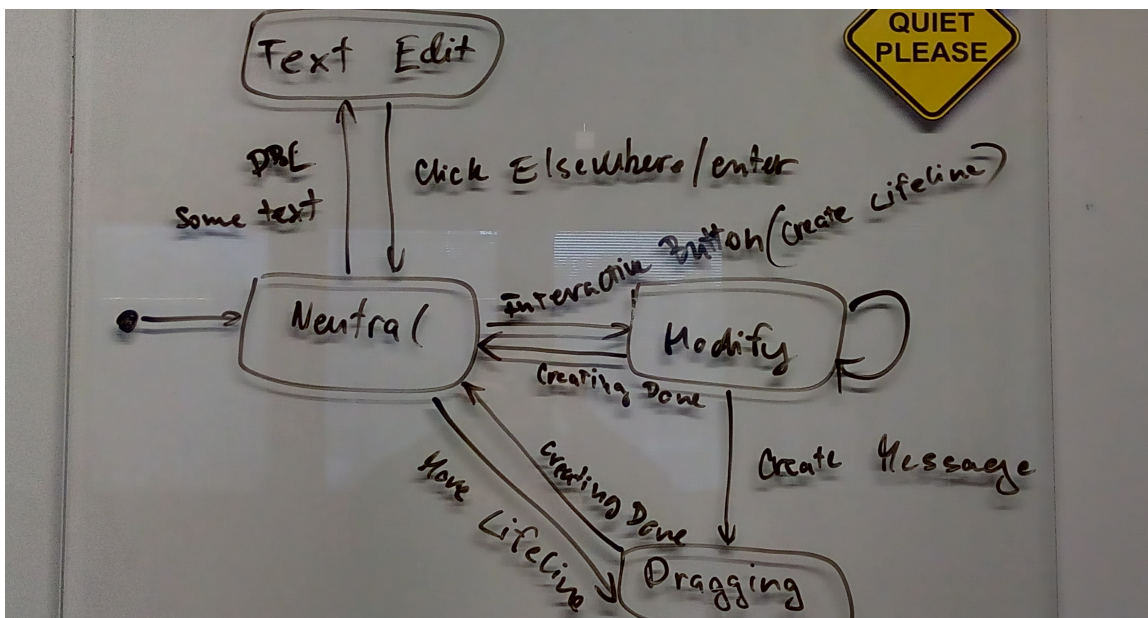 QUIET
PLEASE
Text Edit
DBL
some text
Click Elsewhere/enter
Interactive Button(Create Lifeline)
Neutral
Modify
Creating Done
Move Lifeline
Creating Done
Create Message
Dragging